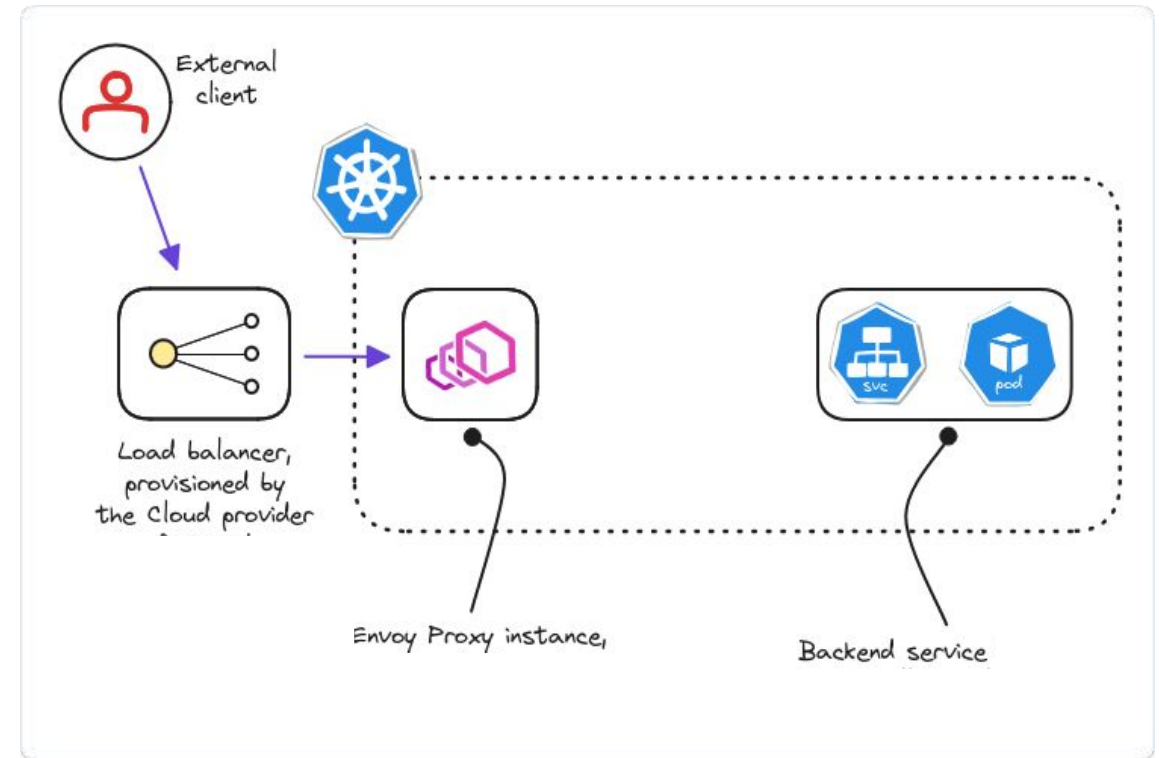 External
client
Load balancer,
provisioned by
the Cloud provider
svc
pod
Envoy Proxy instance,
Backend service